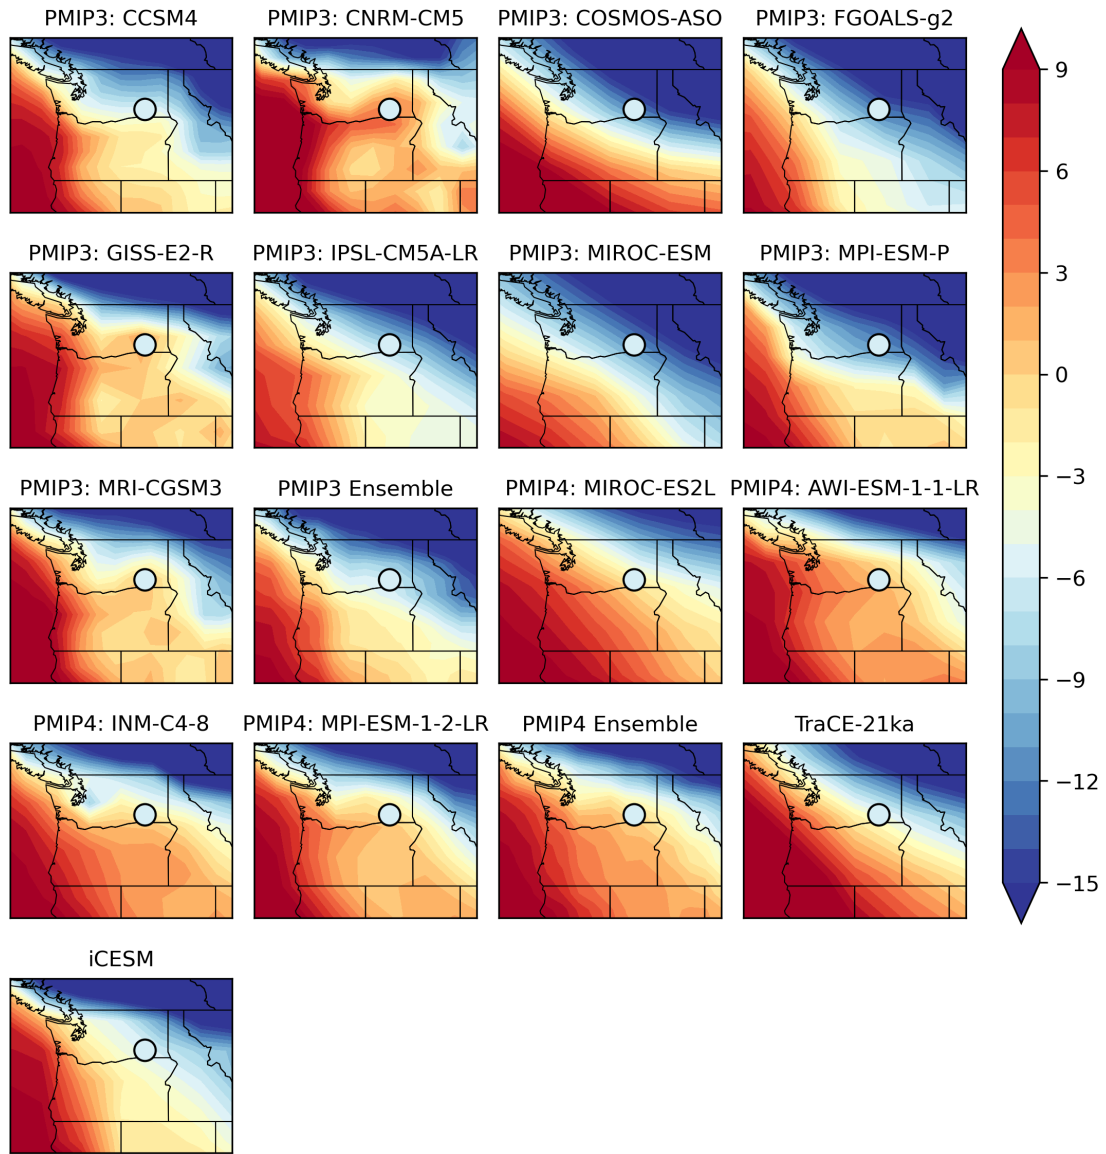 PMIP3: CCSM4
PMIP3: CNRM-CM5
PMIP3: COSMOS-ASO
PMIP3: FGOALS-g2
PMIP3: GISS-E2-R
PMIP3: IPSL-CM5A-LR
PMIP3: MIROC-ESM
PMIP3: MPI-ESM-P
PMIP3: MRI-CGSM3
PMIP3 Ensemble
PMIP4: MIROC-ES2L
PMIP4: AWI-ESM-1-1-LR
PMIP4: INM-C4-8
PMIP4: MPI-ESM-1-2-LR
PMIP4 Ensemble
TraCE-21ka
iCESM
9
6
3
0
−3
−6
−9
−12
−15